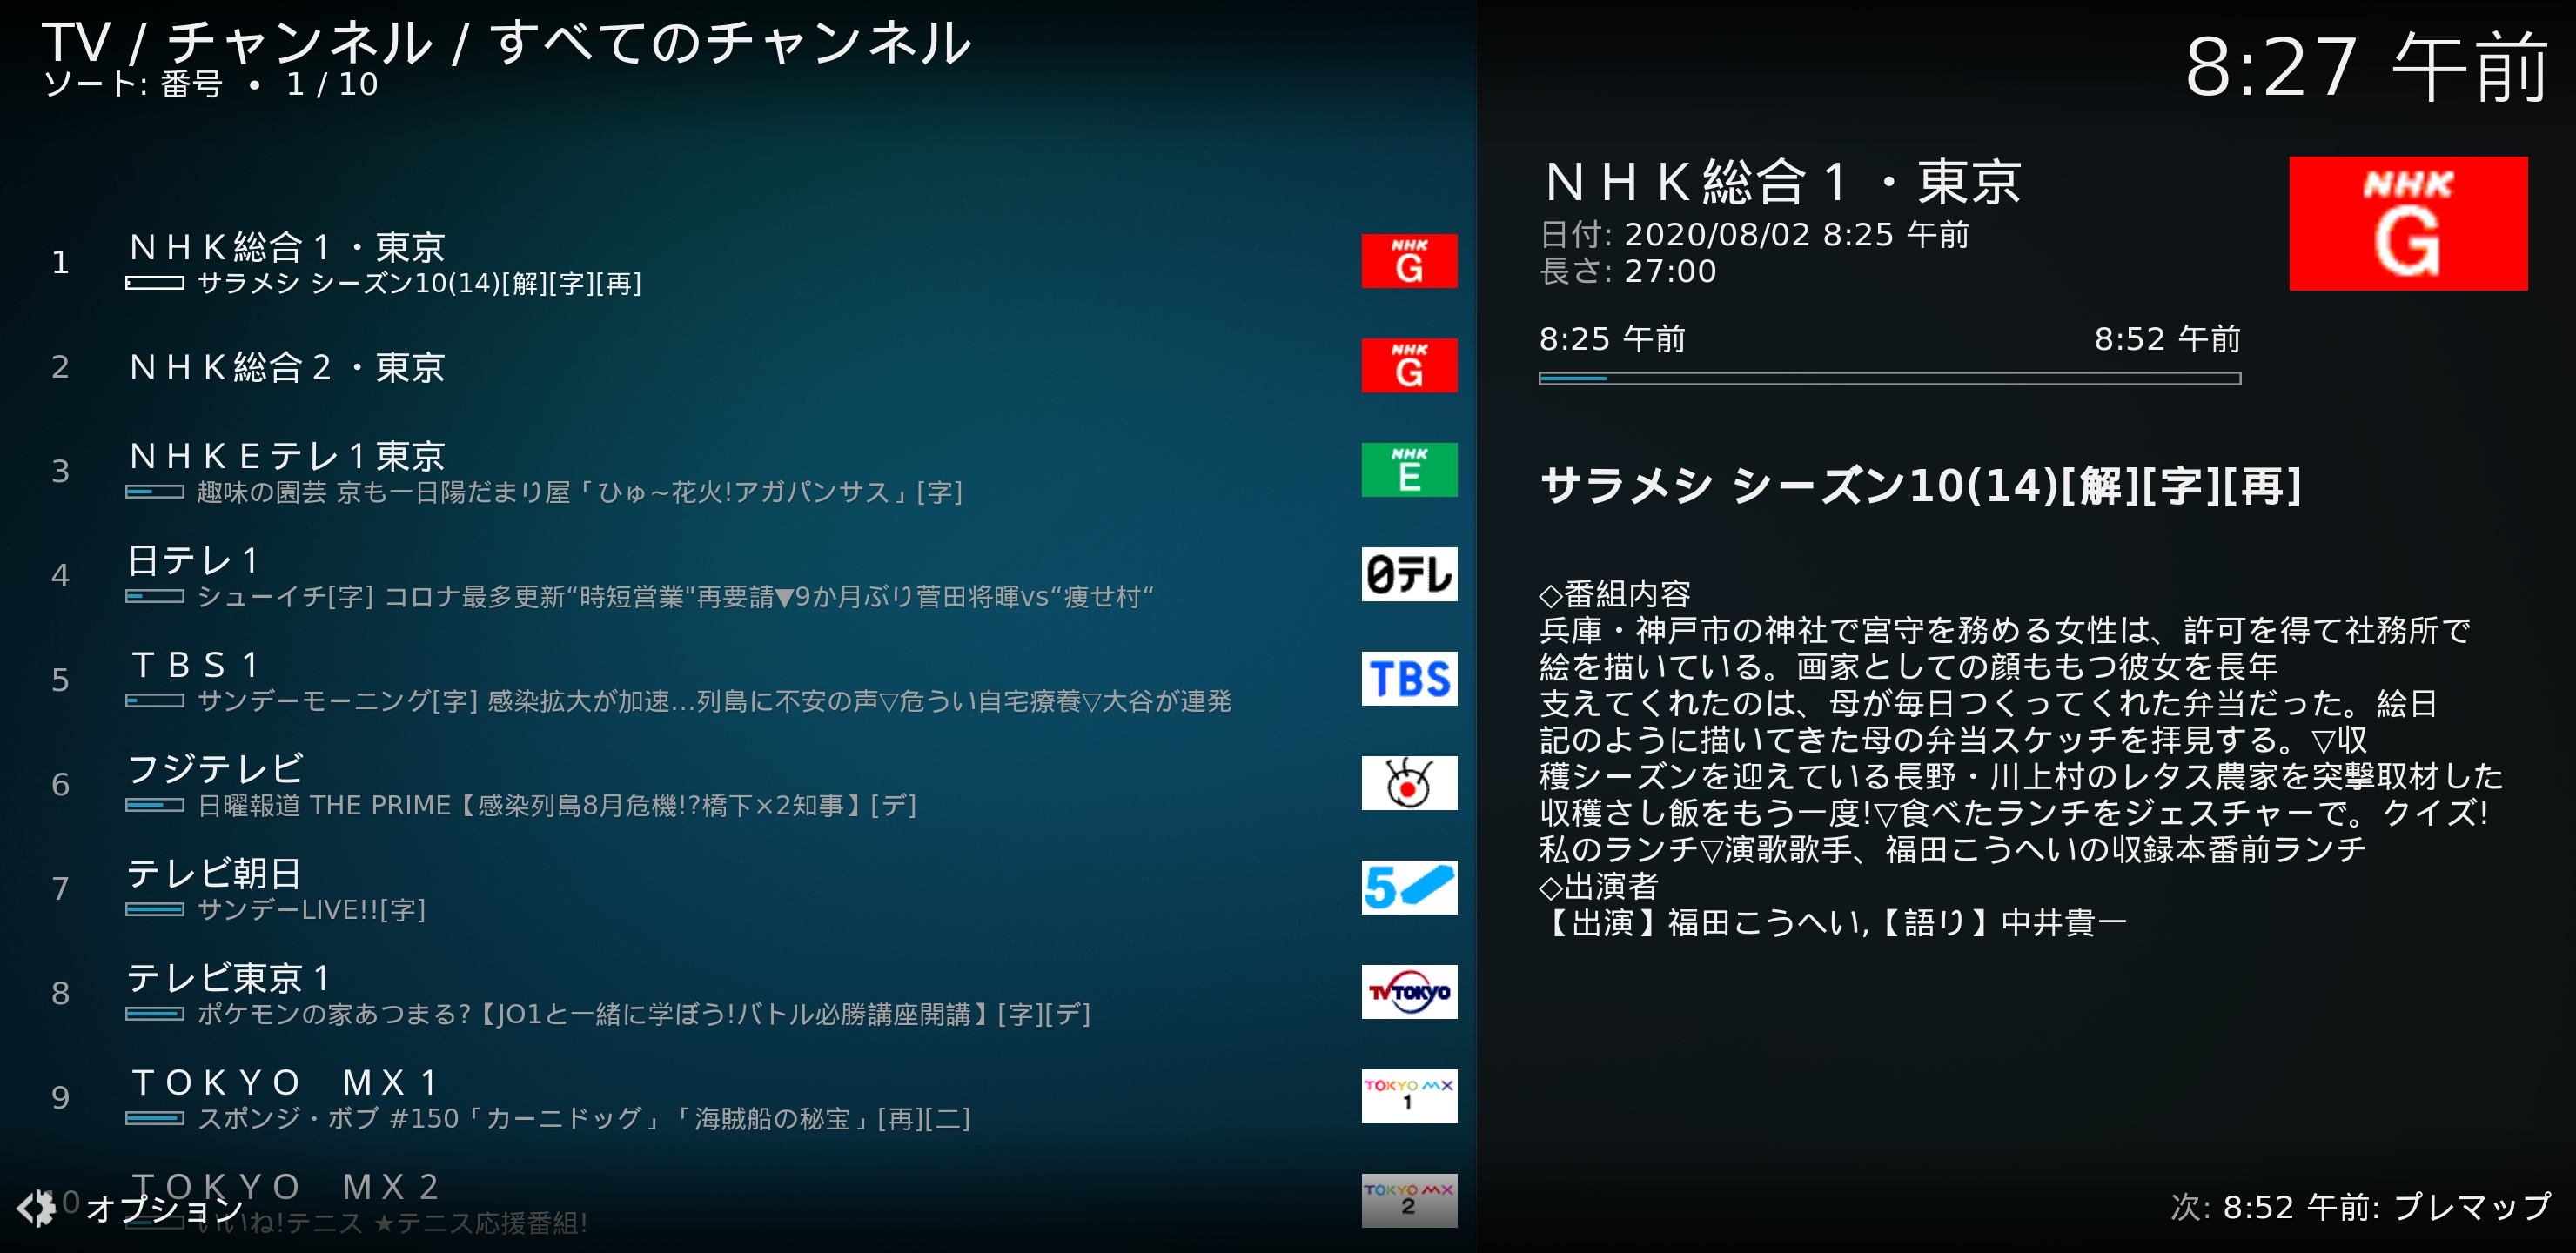 TV / チャンネル / すべてのチャンネル
ソート: 番号 • 1 / 10
8:27 午前
1
ＮＨＫ総合１・東京
サラメシ シーズン10(14)[解][字][再]
NHK
G
2
ＮＨＫ総合２・東京
NHK
G
3
ＮＨＫＥテレ１東京
趣味の園芸 京も一日陽だまり屋「ひゅ~花火!アガパンサス」[字]
NHK
E
4
日テレ１
シューイチ[字] コロナ最多更新“時短営業"再要請▼9か月ぶり菅田将暉vs“痩せ村“
日テレ
5
ＴＢＳ１
サンデーモーニング[字] 感染拡大が加速…列島に不安の声▽危うい自宅療養▽大谷が連発
TBS
6
フジテレビ
日曜報道 THE PRIME【感染列島8月危機!?橋下×2知事】[デ]
7
テレビ朝日
サンデーLIVE!![字]
5
8
テレビ東京１
ポケモンの家あつまる?【JO1と一緒に学ぼう!バトル必勝講座開講】[字][デ]
TV TOKYO
9
ＴＯＫＹＯ　ＭＸ１
スポンジ・ボブ #150「カーニドッグ」「海賊船の秘宝」[再][二]
TOKYO MX
1
10
ＴＯＫＹＯ　ＭＸ２
いいね!テニス ★テニス応援番組!
TOKYO MX
2
オプション
ＮＨＫ総合１・東京
日付: 2020/08/02 8:25 午前
長さ: 27:00
NHK
G
8:25 午前 8:52 午前
サラメシ シーズン10(14)[解][字][再]
◇番組内容
兵庫・神戸市の神社で宮守を務める女性は、許可を得て社務所で
絵を描いている。画家としての顔ももつ彼女を長年
支えてくれたのは、母が毎日つくってくれた弁当だった。絵日
記のように描いてきた母の弁当スケッチを拝見する。▽収
穫シーズンを迎えている長野・川上村のレタス農家を突撃取材した
収穫さし飯をもう一度!▽食べたランチをジェスチャーで。クイズ!
私のランチ▽演歌歌手、福田こうへいの収録本番前ランチ
◇出演者
【出演】福田こうへい,【語り】中井貴一
次: 8:52 午前: プレマップ